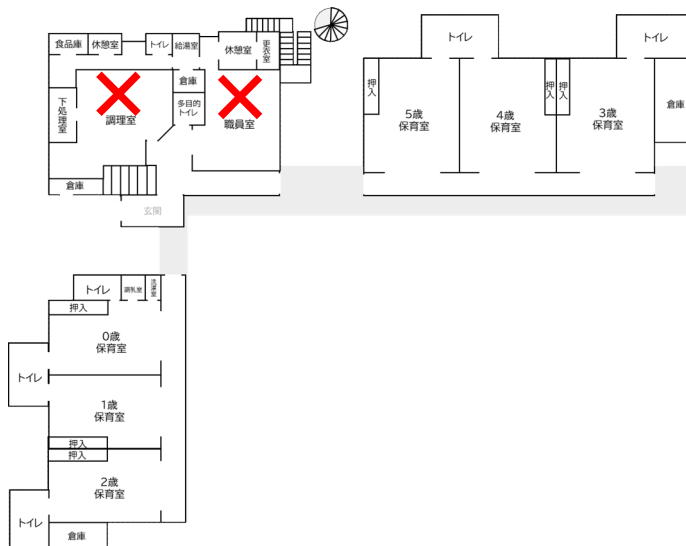 食品庫
休憩室
トイレ
給湯室
休憩室
更衣室
倉庫
下処理室
調理室
多目的
トイレ
職員室
倉庫
玄関
トイレ
トイレ
押入
5歳
保育室
4歳
保育室
押入
押入
3歳
保育室
倉庫
トイレ
調乳室
洗濯室
押入
0歳
保育室
トイレ
1歳
保育室
押入
押入
2歳
保育室
トイレ
倉庫